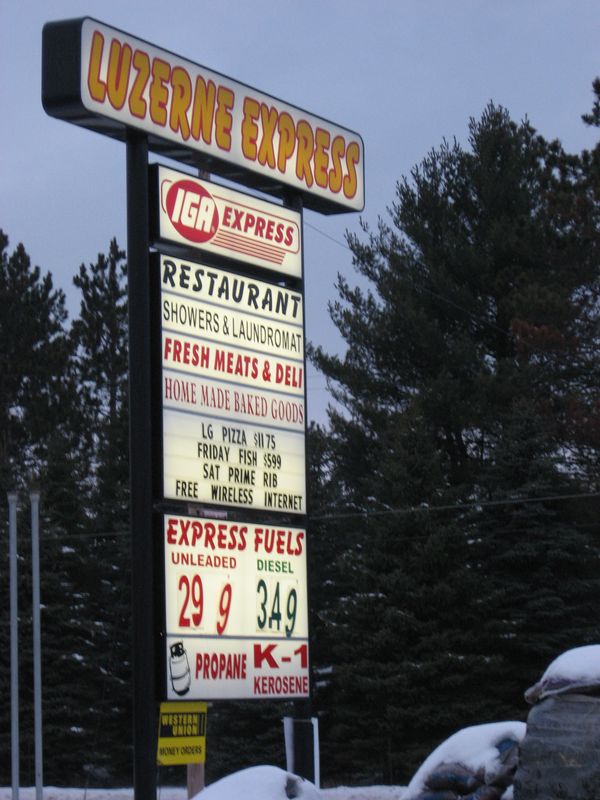 LUZERNE EXPRESS
IGA EXPRESS
RESTAURANT
SHOWERS & LAUNDROMAT
FRESH MEATS & DELI
HOME MADE BAKED GOODS
LG PIZZA $1175
FRIDAY FISH $599
SAT PRIME RIB
FREE WIRELESS INTERNET
EXPRESS FUELS
UNLEADED DIESEL
29 9 349
PROPANE K-1
KEROSENE
WESTERN
UNION
MONEY ORDERS